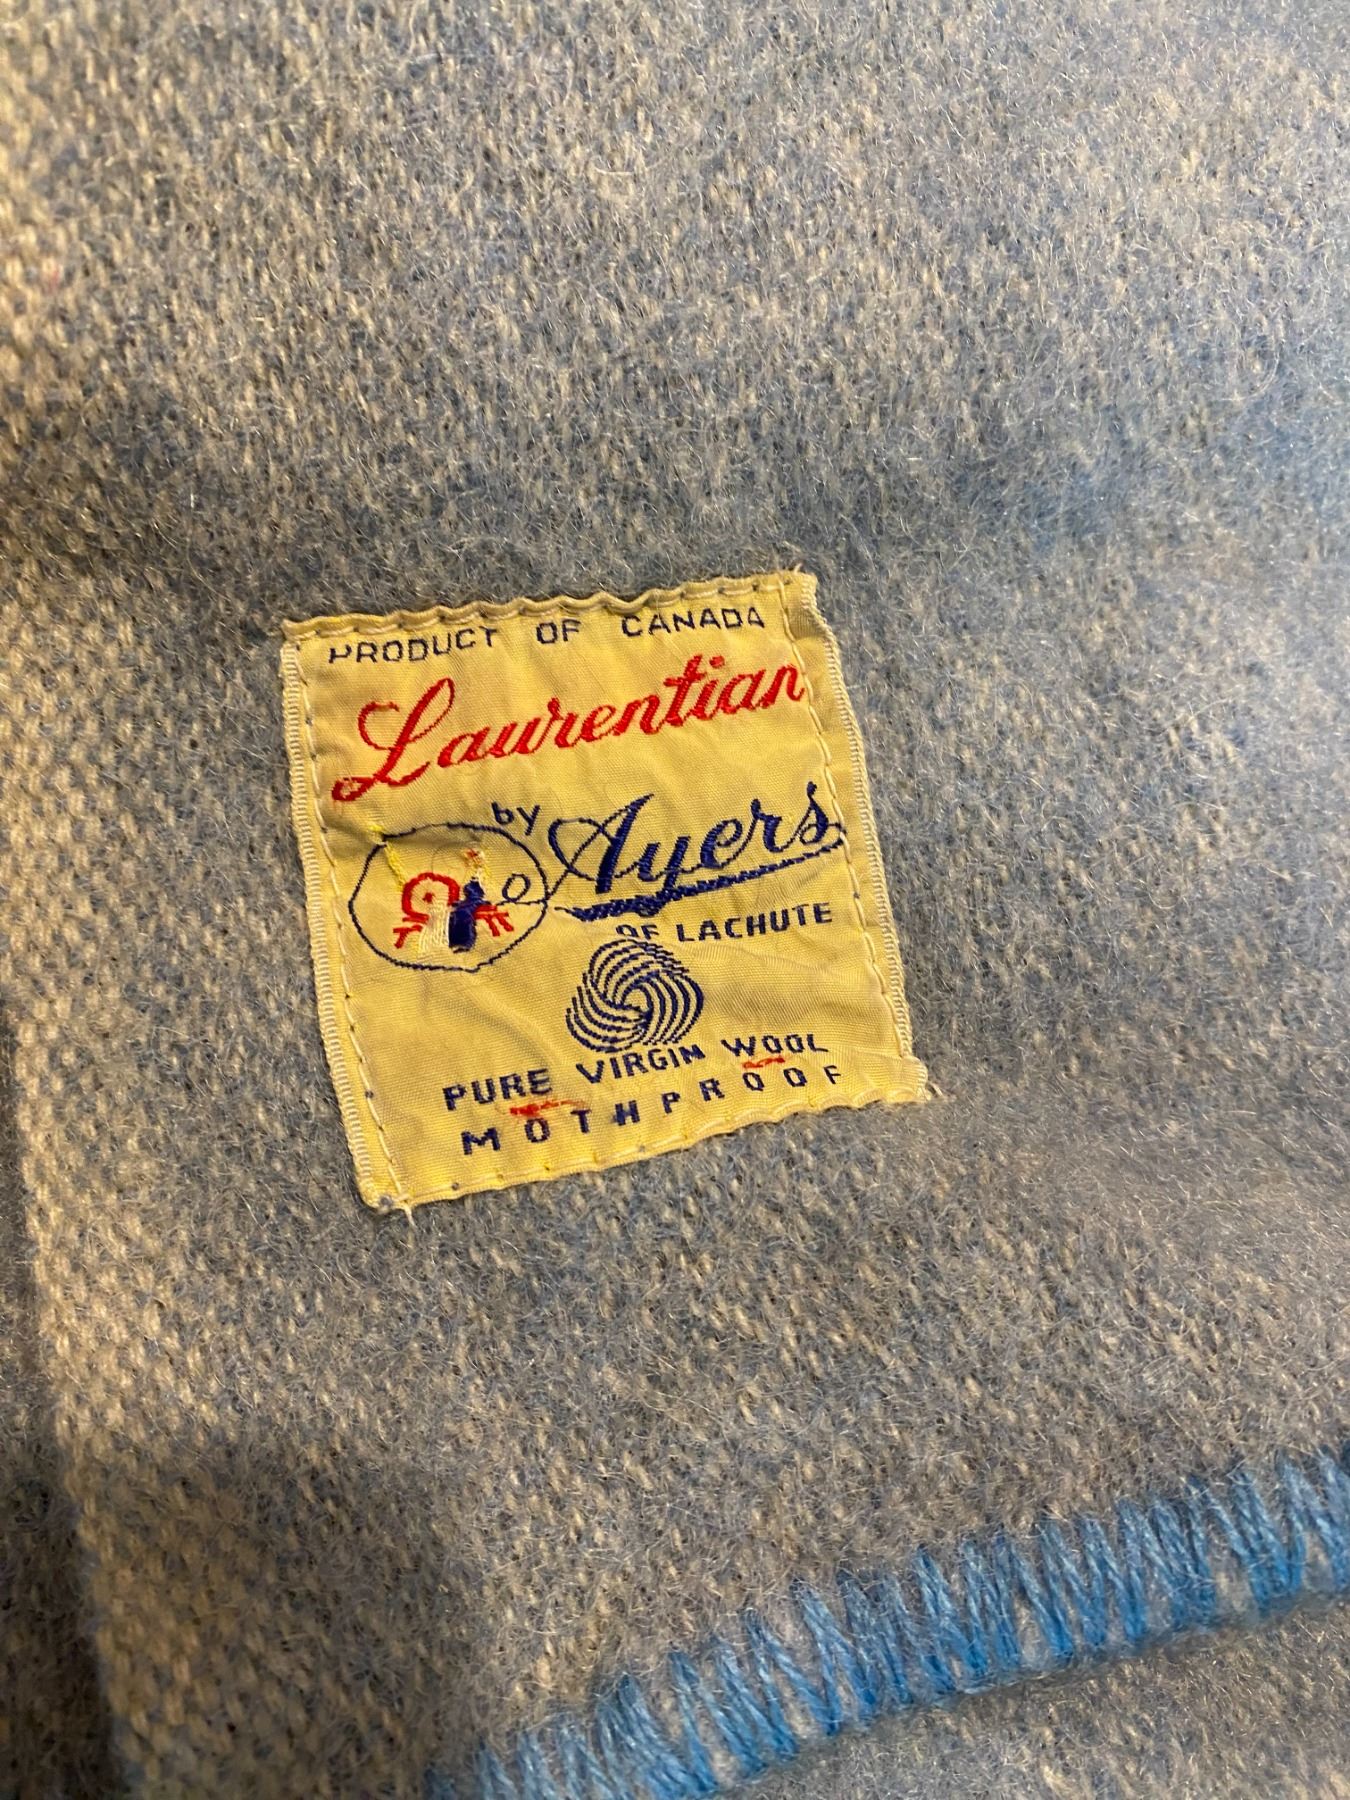 PRODUCT OF CANADA
Laurentian
by Ayers
OF LACHUTE
PURE VIRGIN WOOL
MOTHPROOF